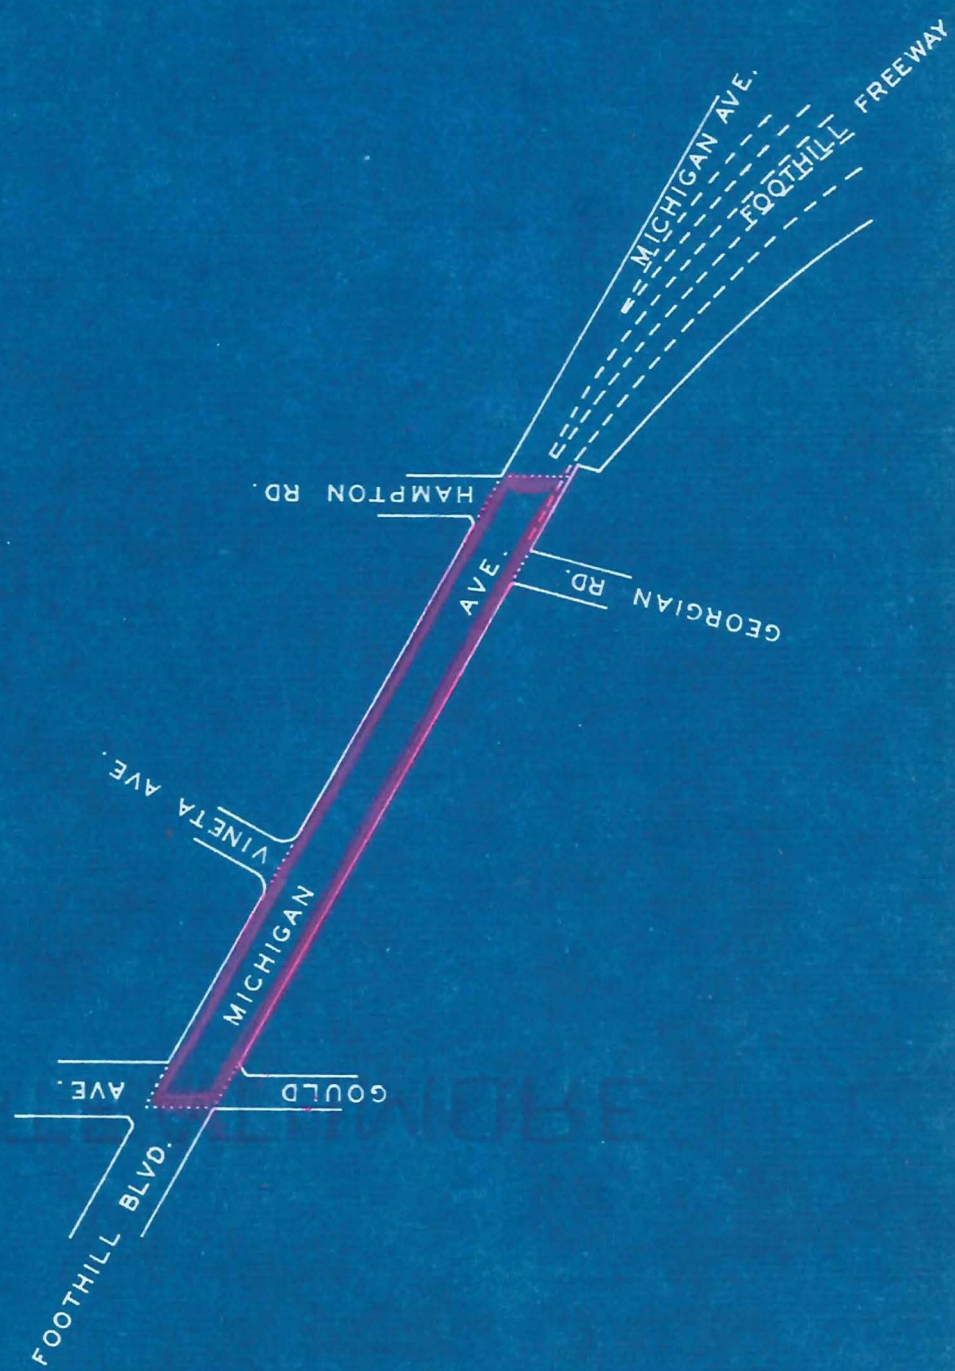 MICHIGAN AVE.
FOOTHILL FREEWAY
HAMPTON RD.
AVE.
GEORGIAN RD.
VINETA AVE.
MICHIGAN
GOULD AVE.
FOOTHILL BLVD.